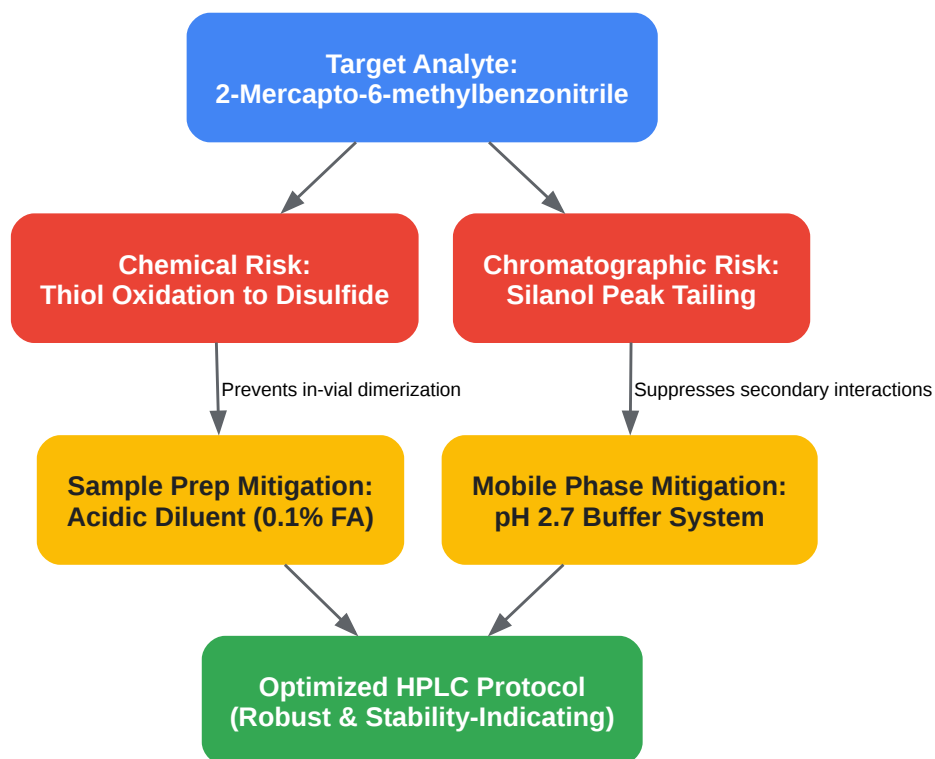 Target Analyte:
2-Mercapto-6-methylbenzonitrile
Chemical Risk:
Thiol Oxidation to Disulfide
Chromatographic Risk:
Silanol Peak Tailing
Prevents in-vial dimerization
Suppresses secondary interactions
Sample Prep Mitigation:
Acidic Diluent (0.1% FA)
Mobile Phase Mitigation:
pH 2.7 Buffer System
Optimized HPLC Protocol
(Robust & Stability-Indicating)